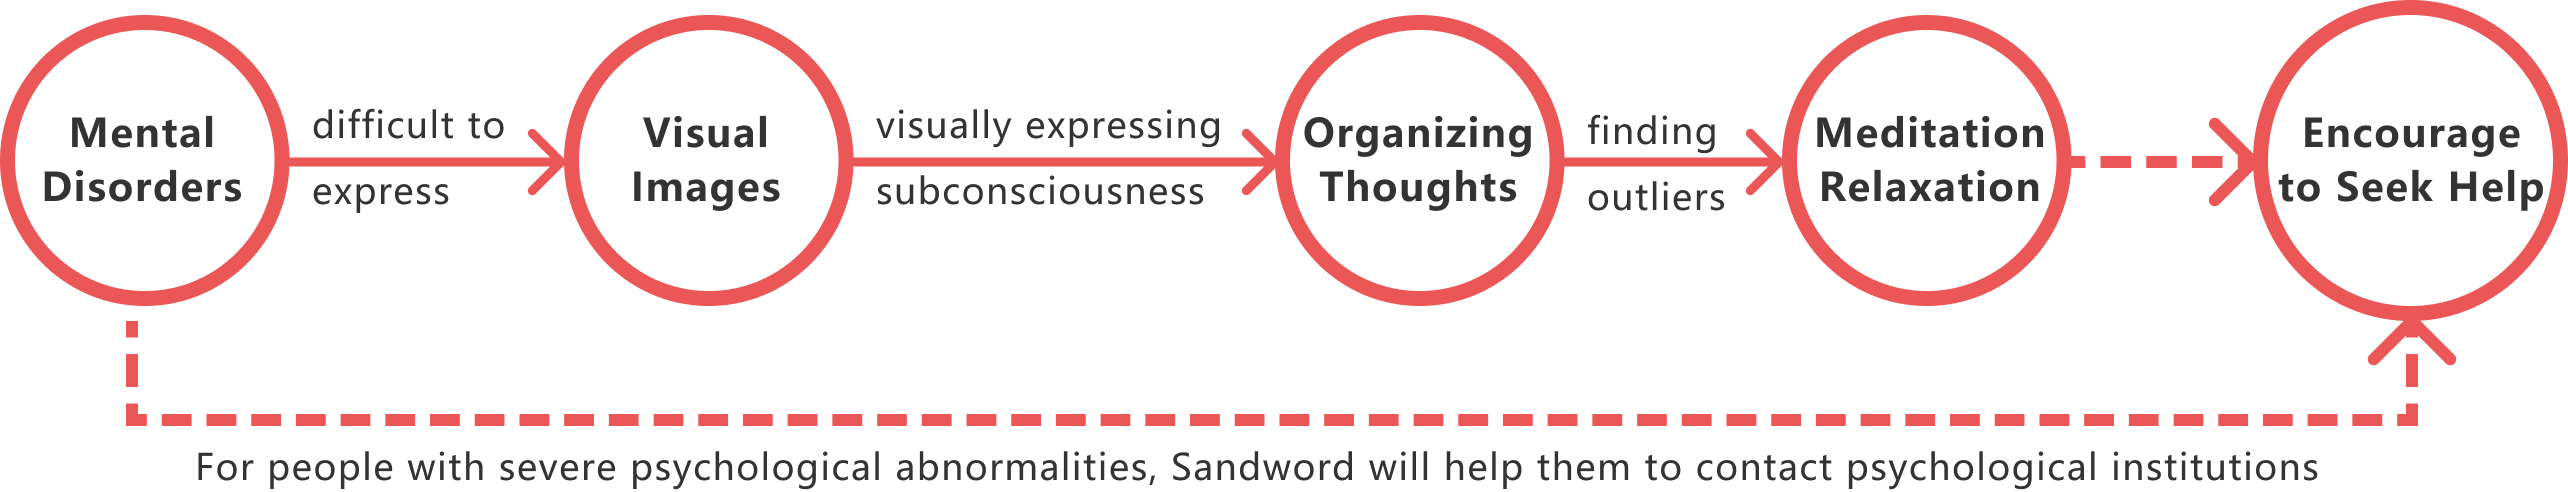 Mental
Disorders
difficult to
express
Visual
Images
visually expressing
subconsciousness
Organizing
Thoughts
finding
outliers
Meditation
Relaxation
Encourage
to Seek Help
For people with severe psychological abnormalities, Sandword will help them to contact psychological institutions